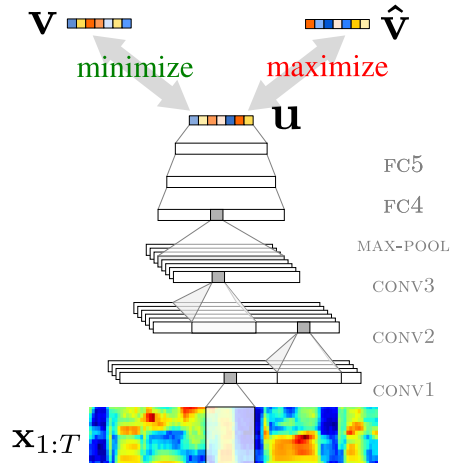 v v̂
minimize maximize
u
FC5
FC4
MAX-POOL
CONV3
CONV2
CONV1
x1:T